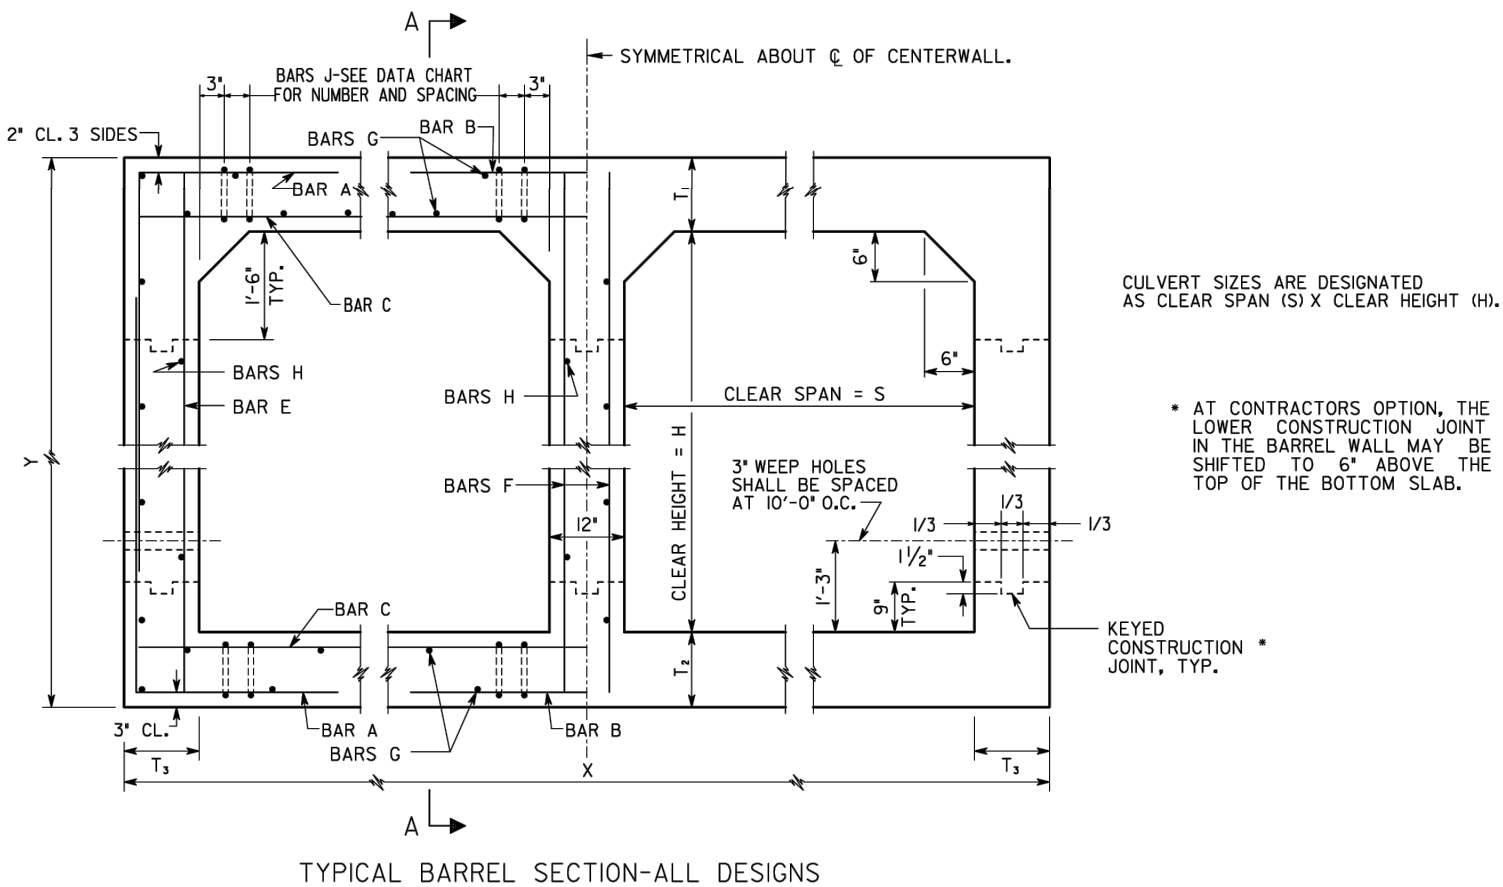 A
SYMMETRICAL ABOUT ℄ OF CENTERWALL.
BARS J-SEE DATA CHART
FOR NUMBER AND SPACING
3"
3"
2" CL. 3 SIDES
BARS G
BAR B
BAR A
T₁
1'-6"
TYP.
6"
BAR C
CULVERT SIZES ARE DESIGNATED
AS CLEAR SPAN (S) X CLEAR HEIGHT (H).
6"
BARS H
BARS H
BAR E
CLEAR SPAN = S
* AT CONTRACTORS OPTION, THE
LOWER CONSTRUCTION JOINT
IN THE BARREL WALL MAY BE
SHIFTED TO 6" ABOVE THE
TOP OF THE BOTTOM SLAB.
Y
CLEAR HEIGHT = H
3" WEEP HOLES
SHALL BE SPACED
AT 10'-0" O.C.
BARS F
12"
1/3
1/3
1/3
1 1/2"
1'-3"
9"
TYP.
BAR C
KEYED
CONSTRUCTION *
JOINT, TYP.
T₂
3" CL.
BAR A
BAR B
BARS G
T₃
X
T₃
A
TYPICAL BARREL SECTION-ALL DESIGNS